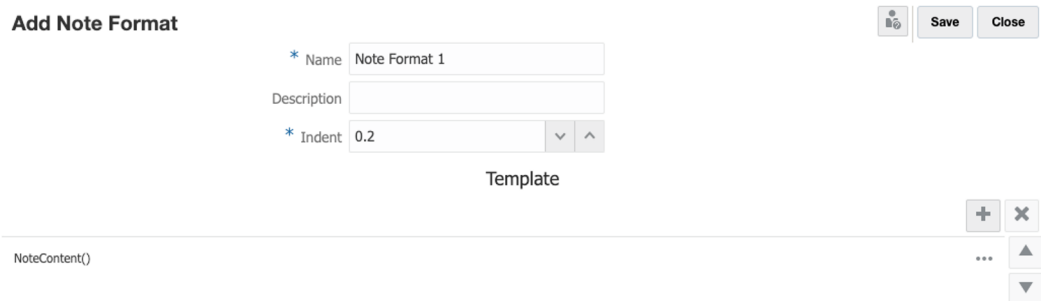 Add Note Format
Save
Close
* Name Note Format 1
Description
* Indent 0.2
Template
NoteContent()